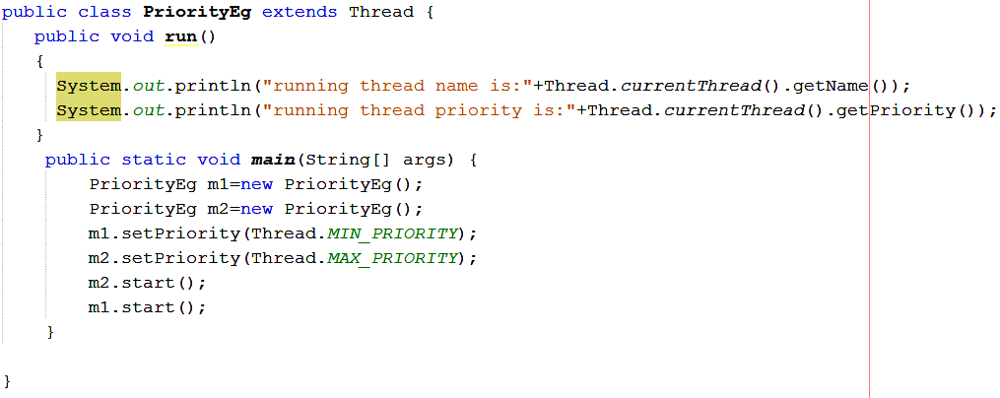 public class PriorityEg extends Thread {
public void run()
{
System.out.println("running thread name is:"+Thread.currentThread().getName());
System.out.println("running thread priority is:"+Thread.currentThread().getPriority());
}
public static void main(String[] args) {
PriorityEg m1=new PriorityEg();
PriorityEg m2=new PriorityEg();
m1.setPriority(Thread.MIN_PRIORITY);
m2.setPriority(Thread.MAX_PRIORITY);
m2.start();
m1.start();
}
}